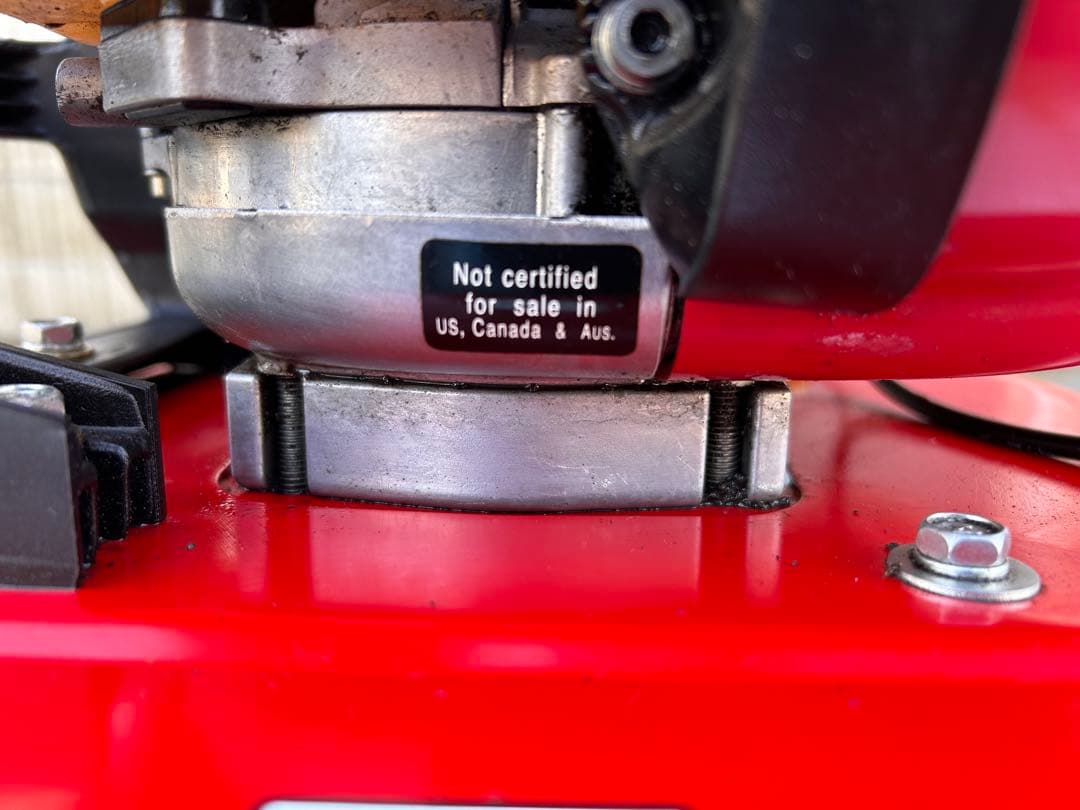 Not certified
for sale in
US, Canada & Aus.